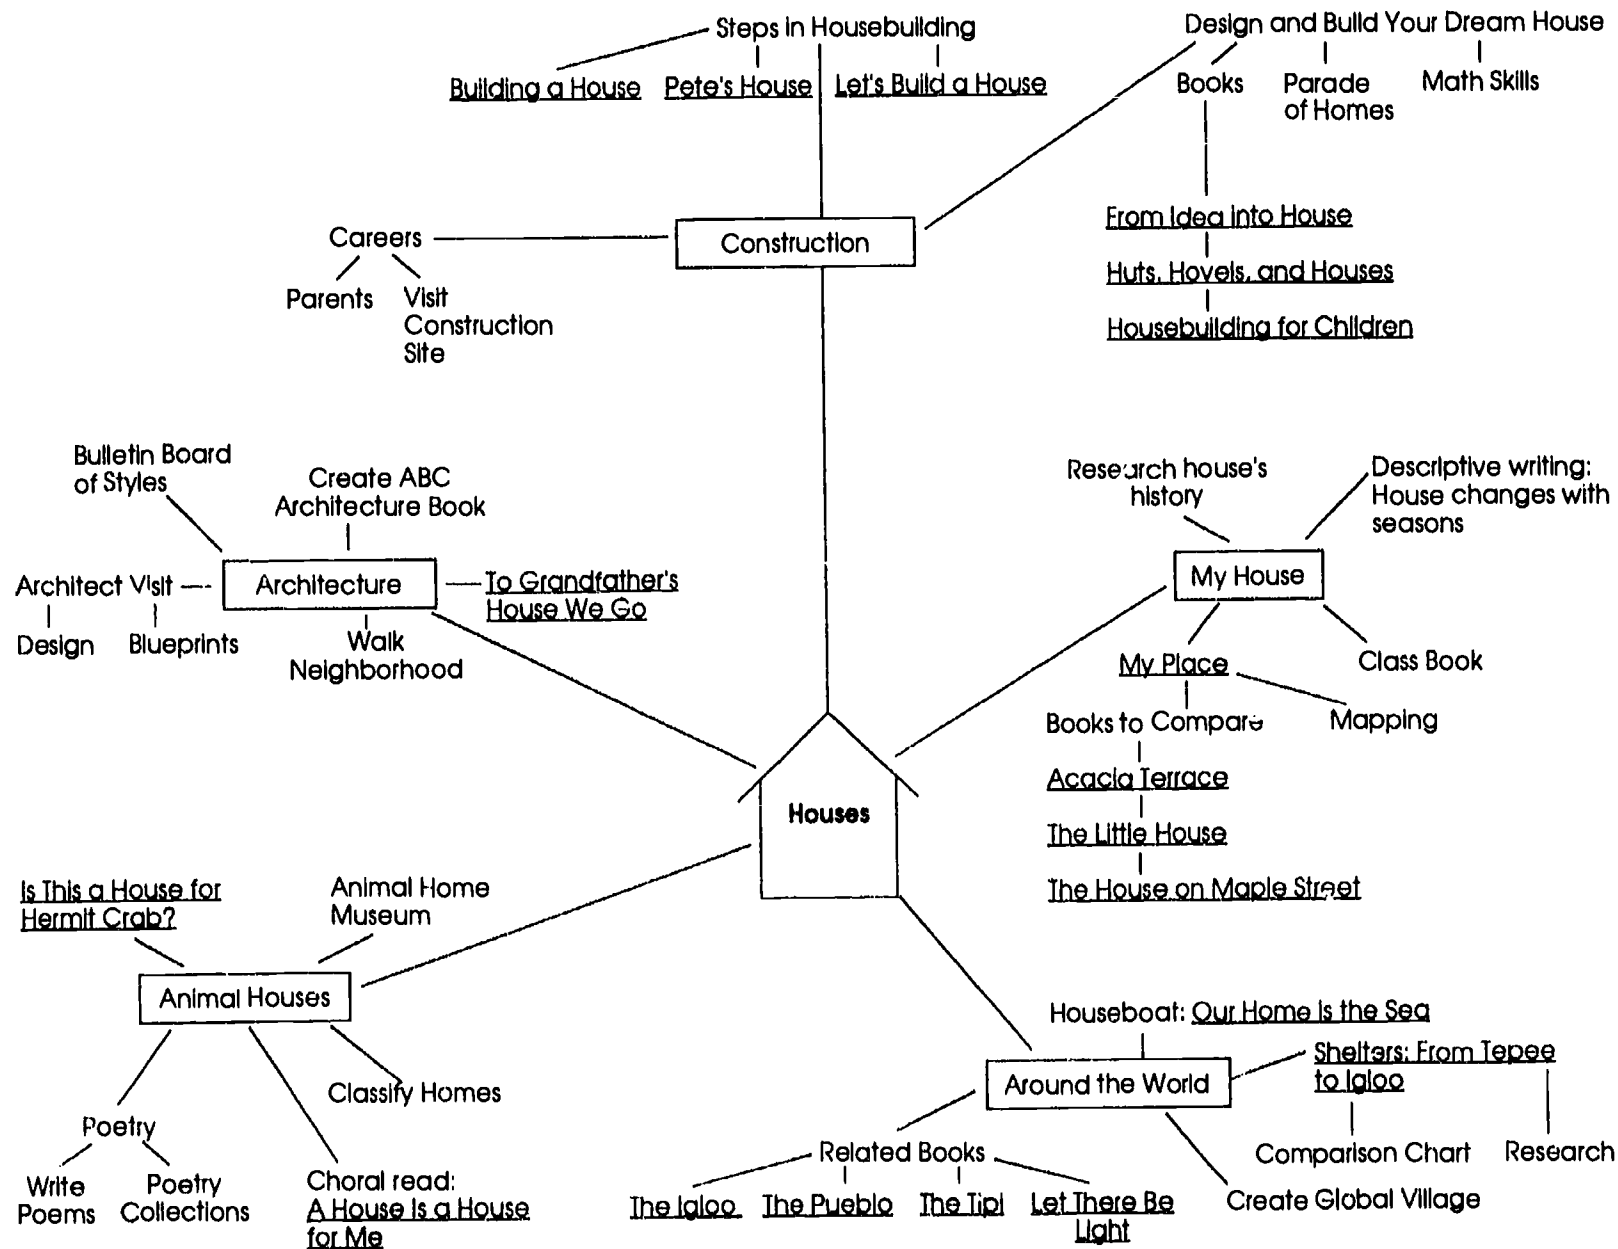 Steps in Housebuilding
Building a House
Pete's House
Let's Build a House
Design and Build Your Dream House
Books
Parade
of Homes
Math Skills
From Idea into House
Huts, Hovels, and Houses
Housebuilding for Children
Careers
Construction
Parents
Visit
Construction
Site
Bulletin Board
of Styles
Create ABC
Architecture Book
Architect Visit
Architecture
To Grandfather's
House We Go
Design
Blueprints
Walk
Neighborhood
Research house's
history
Descriptive writing:
House changes with
seasons
My House
My Place
Class Book
Books to Compare
Mapping
Acacia Terrace
The Little House
The House on Maple Street
Houses
Is This a House for
Hermit Crab?
Animal Home
Museum
Animal Houses
Classify Homes
Poetry
Write
Poems
Poetry
Collections
Choral read:
A House is a House
for Me
Houseboat: Our Home is the Sea
Around the World
Shelters: From Tepee
to Igloo
Comparison Chart
Research
Related Books
The Igloo
The Pueblo
The Tipi
Let There Be
Light
Create Global Village